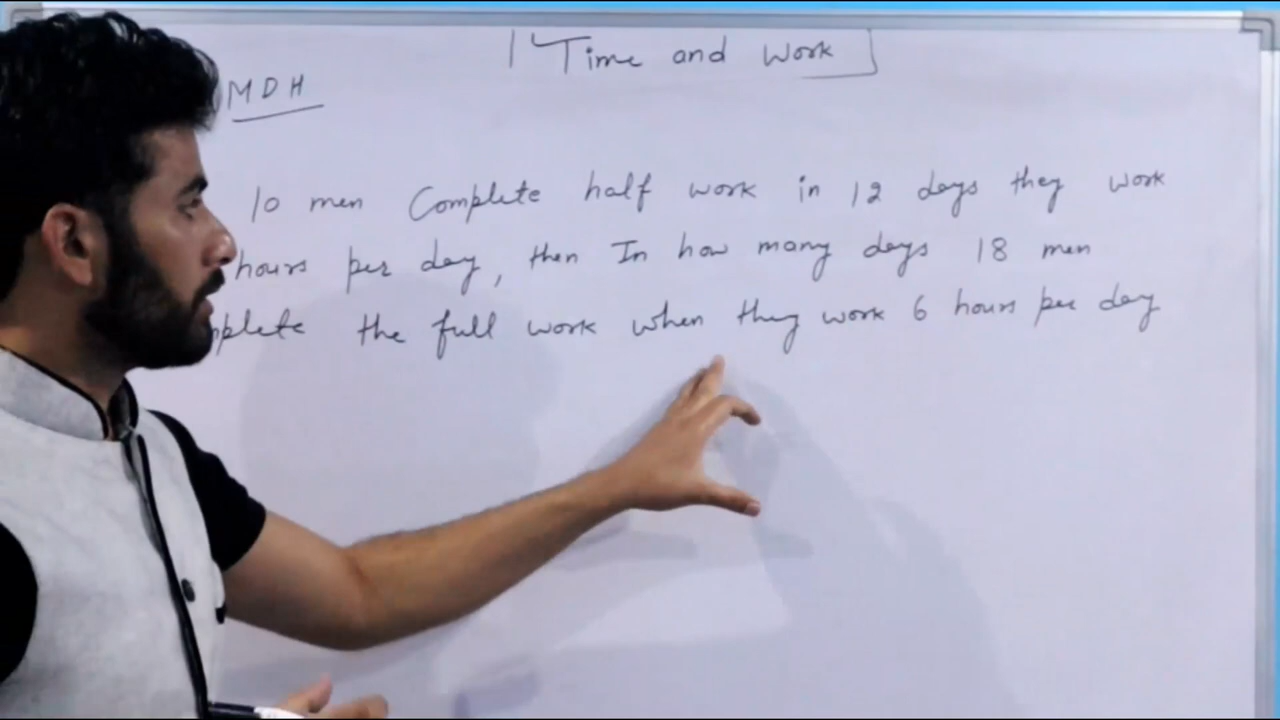 Time and Work
MDH
10 men Complete half work in 12 days they work
hours per day, then In how many days 18 men
plete the full work when they work 6 hours per day